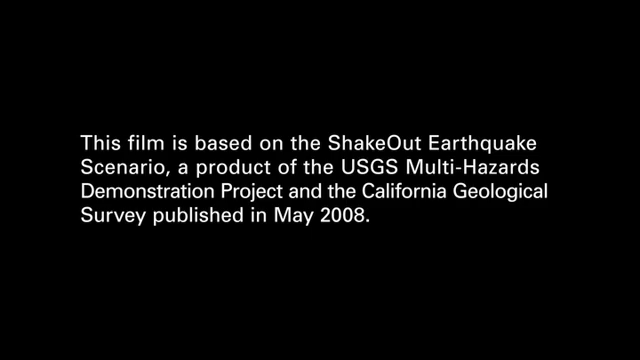 This film is based on the ShakeOut Earthquake
Scenario, a product of the USGS Multi-Hazards
Demonstration Project and the California Geological
Survey published in May 2008.